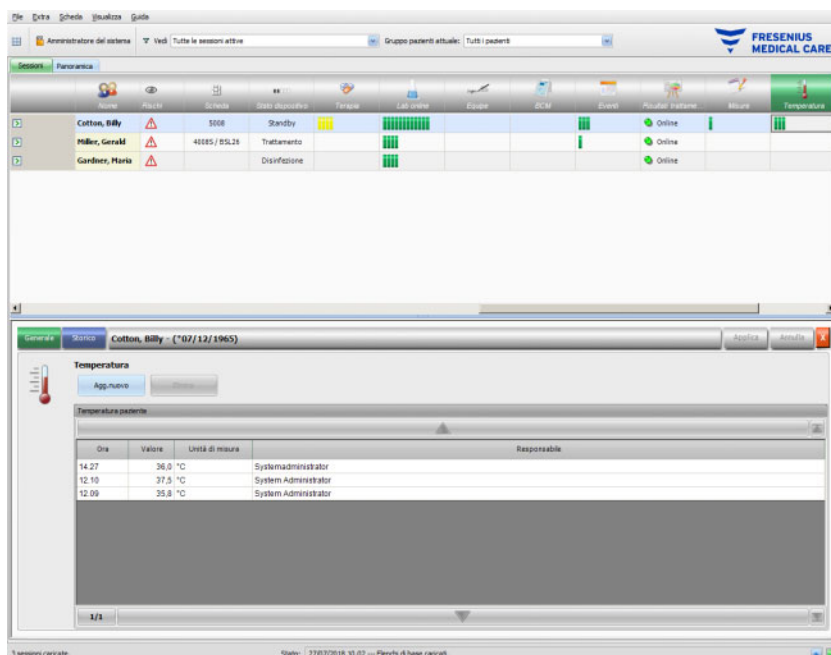 File Extra Scheda Visualizza Guida
Amministratore del sistema Vedi Tutte le sessioni attive Gruppo pazienti attuale: Tutti i pazienti
FRESENIUS
MEDICAL CARE
Sessioni Panoramica
Nome Rischi Scheda Stato dispositivo Terapia Lab online Equipe BCM Eventi Risultati trattame... Misure Temperatura
Cotton, Billy 5008 Standby Online
Miller, Gerald 4008S / BSL26 Trattamento Online
Gardner, Maria Disinfezione Online
Generale Storico Cotton, Billy - (*07/12/1965) Applica Annulla X
Temperatura
Agg.nuovo
Temperatura paziente
Ora Valore Unità di misura Responsabile
14.27 36,0 °C Systemadministrator
12.10 37,5 °C System Administrator
12.09 35,8 °C System Administrator
1/1
3 sessioni caricate Stato: 27/07/2018 10.02 --- Elenchi di base caricati.